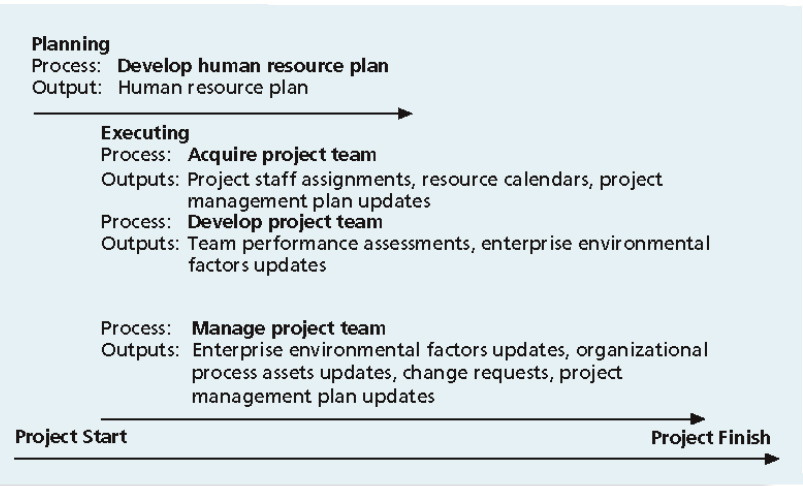 Planning
Process: Develop human resource plan
Output: Human resource plan
Executing
Process: Acquire project team
Outputs: Project staff assignments, resource calendars, project
management plan updates
Process: Develop project team
Outputs: Team performance assessments, enterprise environmental
factors updates
Process: Manage project team
Outputs: Enterprise environmental factors updates, organizational
process assets updates, change requests, project
management plan updates
Project Start Project Finish